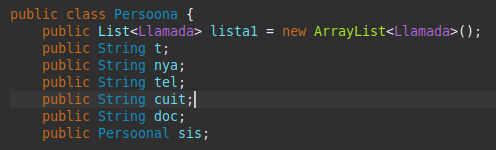 public class Persoona {
public List<Llamada> lista1 = new ArrayList<Llamada>();
public String t;
public String nya;
public String tel;
public String cuit;
public String doc;
public Persoonal sis;